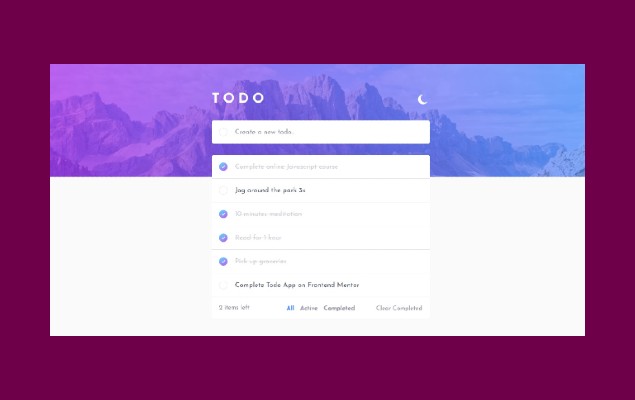 TODO
Create a new todo..
Complete online Javascript course
Jog around the park 3x
10 minutes meditation
Read for 1 hour
Pick up groceries
Complete Todo App on Frontend Mentor
2 items left All Active Completed Clear Completed